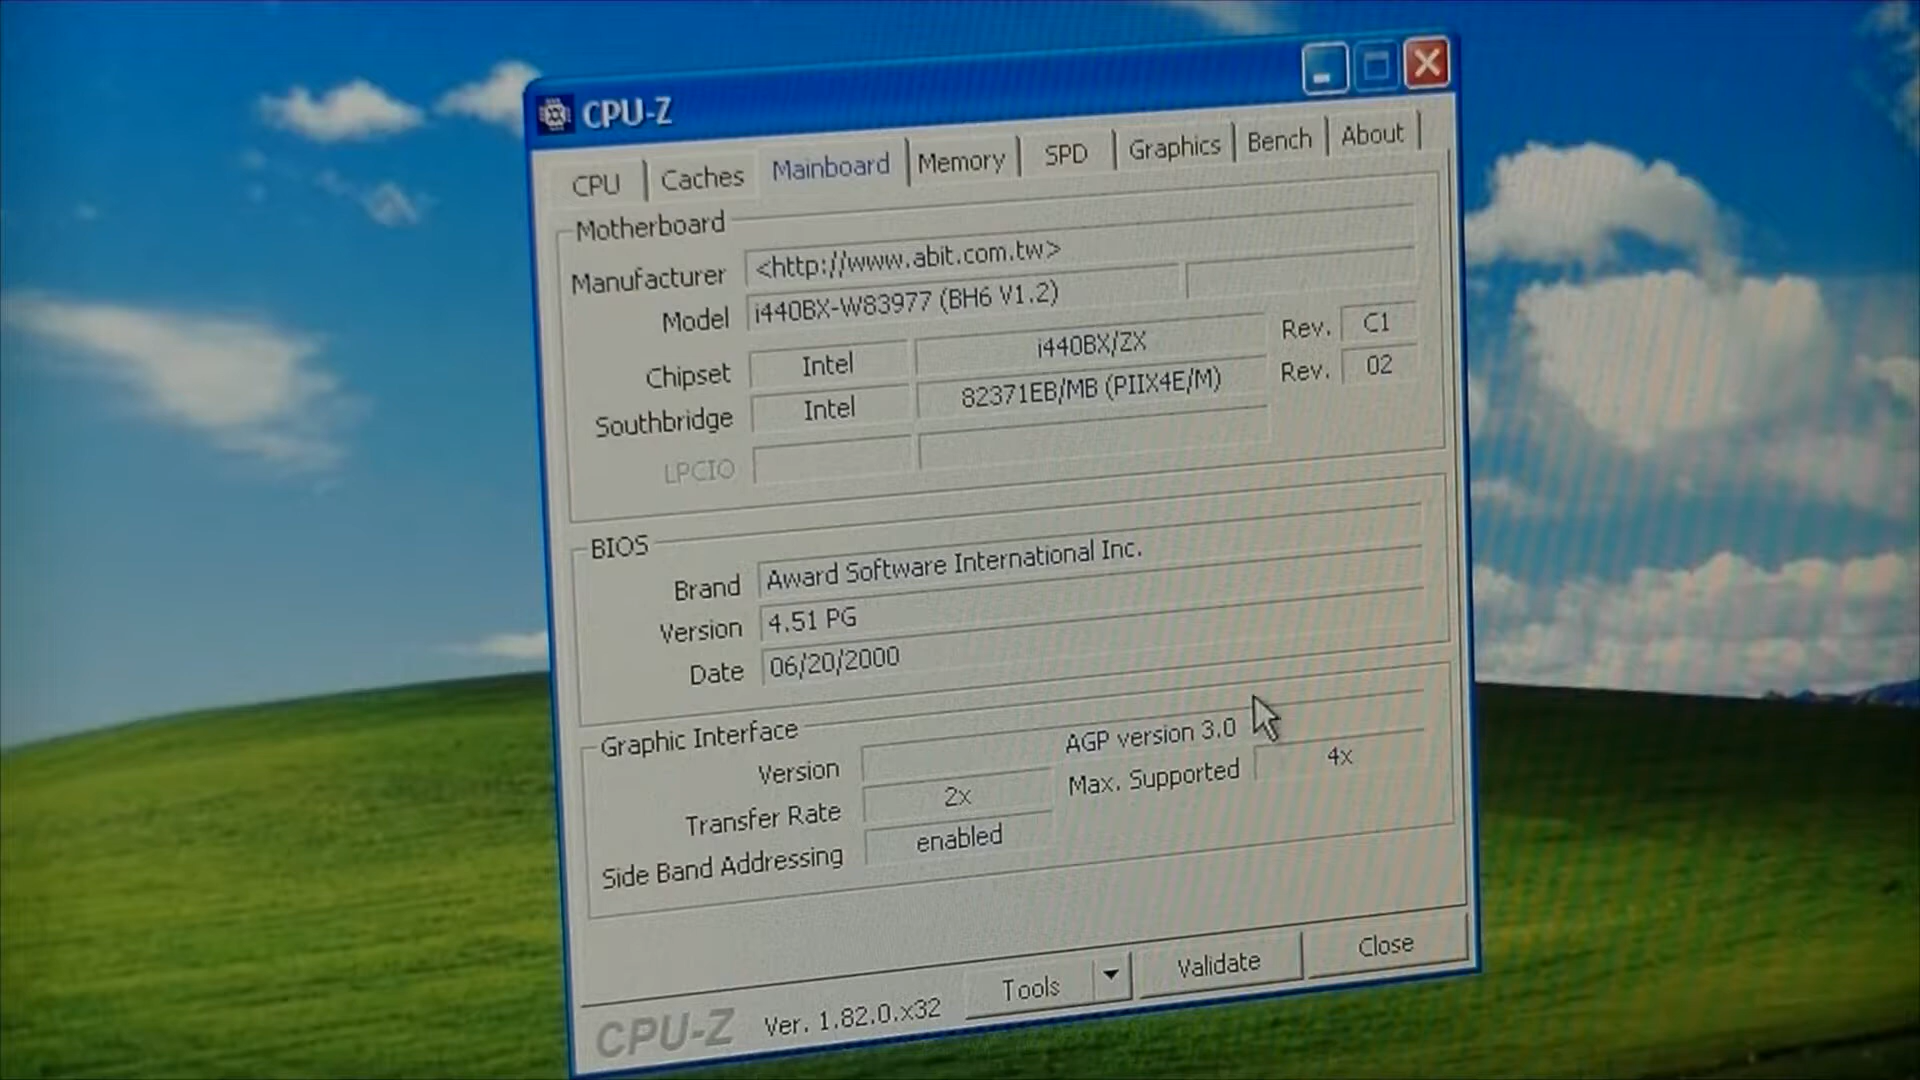 CPU-Z
CPU Caches Mainboard Memory SPD Graphics Bench About
Motherboard
Manufacturer <http://www.abit.com.tw>
Model i440BX-W83977 (BH6 V1.2)
Chipset Intel i440BX/ZX Rev. C1
Southbridge Intel 82371EB/MB (PIIX4E/M) Rev. 02
LPCIO
BIOS
Brand Award Software International Inc.
Version 4.51 PG
Date 06/20/2000
Graphic Interface
Version AGP version 3.0
Transfer Rate 2x Max. Supported 4x
Side Band Addressing enabled
CPU-Z Ver. 1.82.0.x32 Tools Validate Close